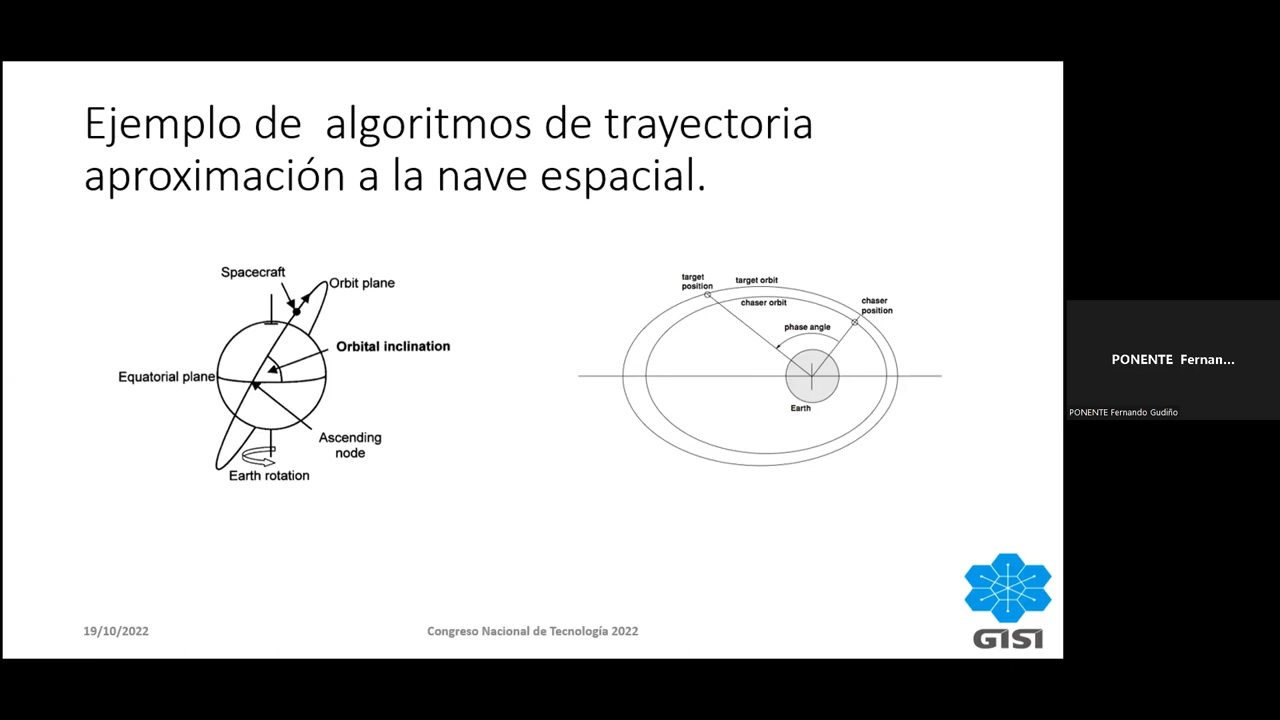 Ejemplo de algoritmos de trayectoria
aproximación a la nave espacial.
Spacecraft
Orbit plane
Orbital inclination
Equatorial plane
Ascending
node
Earth rotation
target
position
target orbit
chaser orbit
chaser
position
phase angle
Earth
PONENTE Fernan...
PONENTE Fernando Gudiño
19/10/2022
Congreso Nacional de Tecnología 2022
GISI